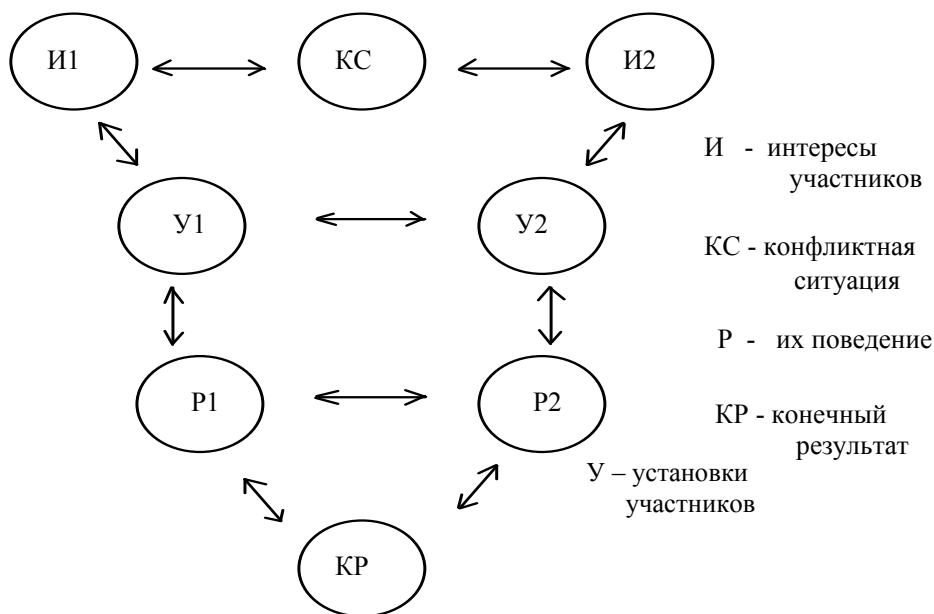 И1 КС И2
И - интересы
участников
У1 У2
КС - конфликтная
ситуация
Р - их поведение
Р1 Р2
КР - конечный
результат
У – установки
участников
КР